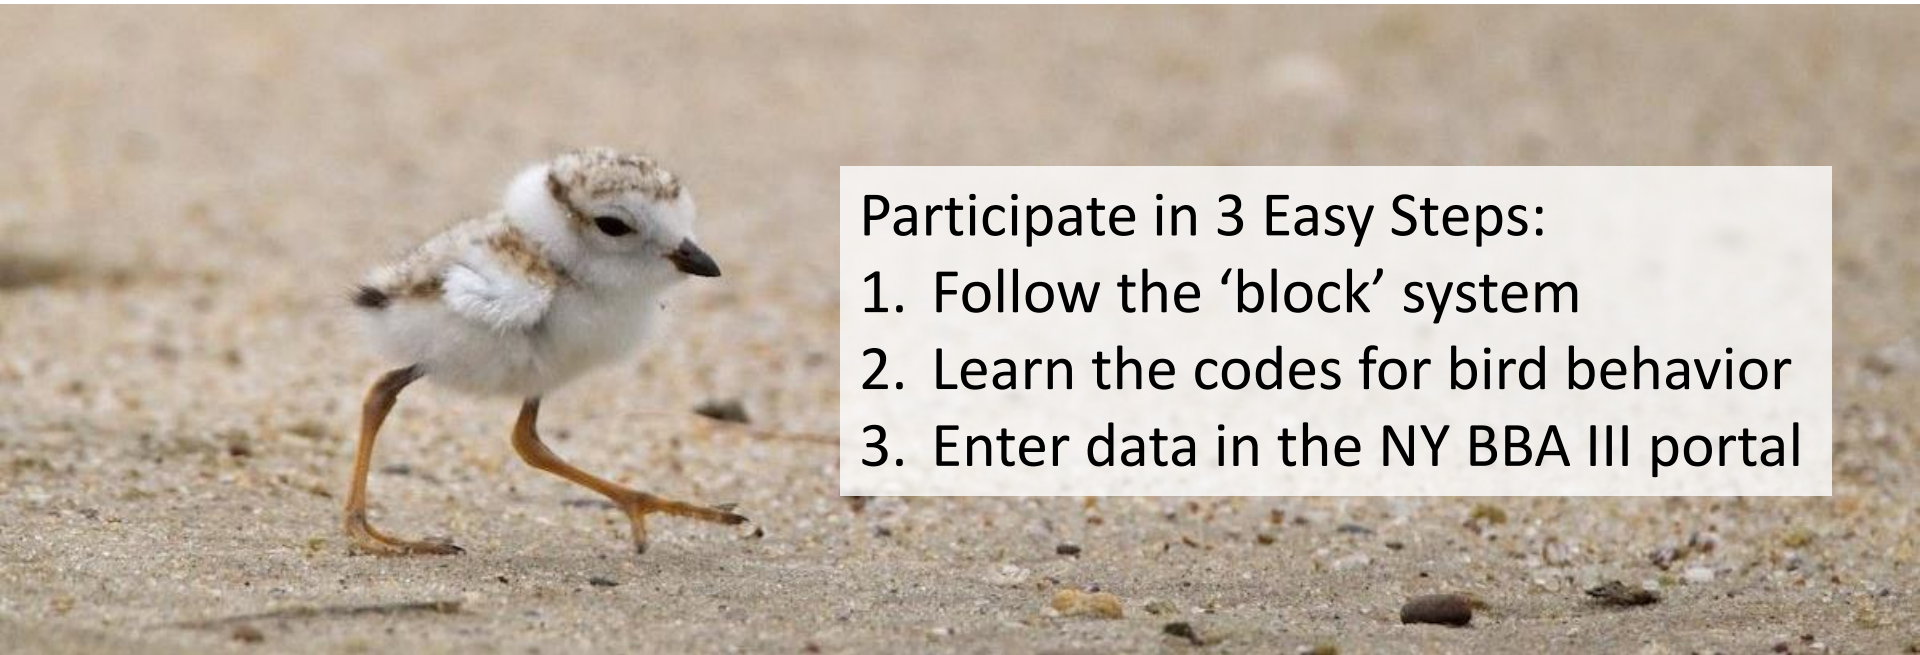 Participate in 3 Easy Steps:
1. Follow the ‘block’ system
2. Learn the codes for bird behavior
3. Enter data in the NY BBA III portal